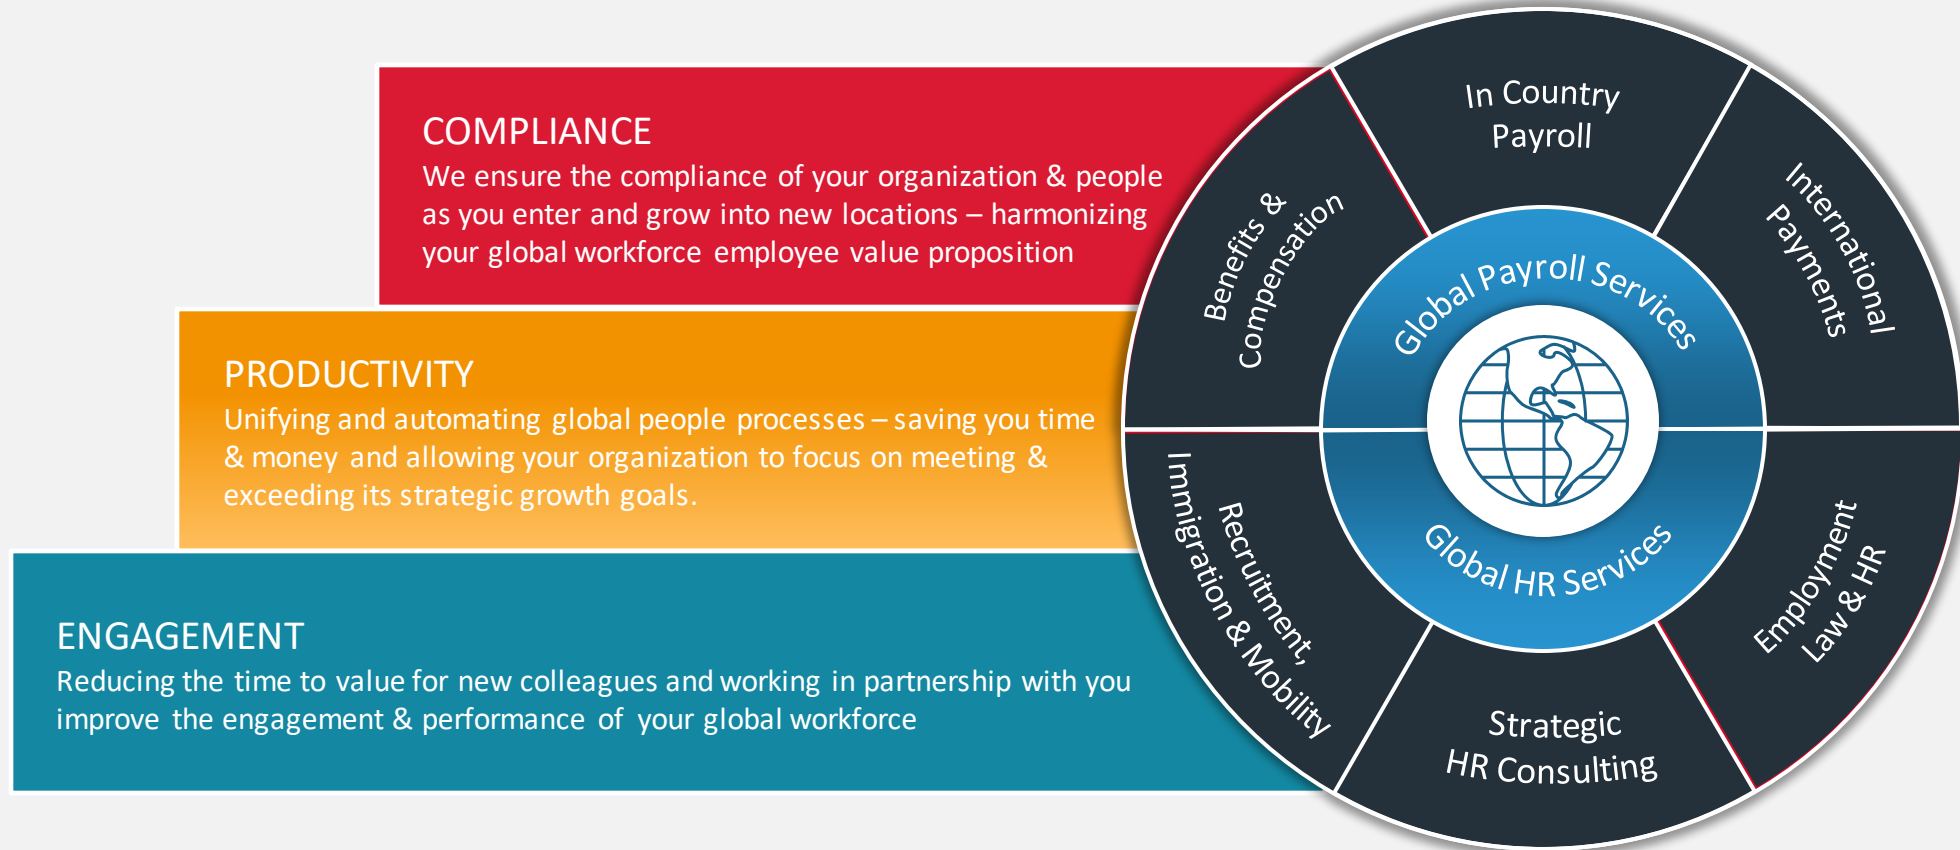 COMPLIANCE
We ensure the compliance of your organization & people
as you enter and grow into new locations – harmonizing
your global workforce employee value proposition
PRODUCTIVITY
Unifying and automating global people processes – saving you time
& money and allowing your organization to focus on meeting &
exceeding its strategic growth goals.
ENGAGEMENT
Reducing the time to value for new colleagues and working in partnership with you
improve the engagement & performance of your global workforce
In Country
Payroll
International
Payments
Employment
Law & HR
Strategic
HR Consulting
Recruitment,
Immigration & Mobility
Benefits &
Compensation
Global Payroll Services
Global HR Services